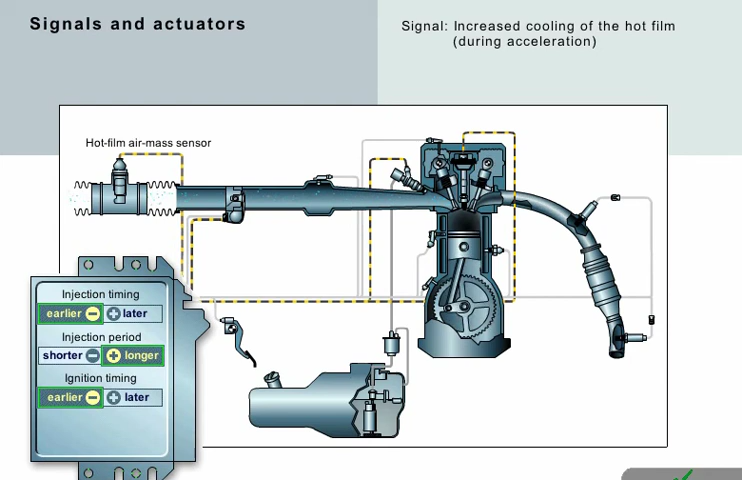 Signals and actuators
Signal: Increased cooling of the hot film
(during acceleration)
Hot-film air-mass sensor
Injection timing
earlier − + later
Injection period
shorter − + longer
Ignition timing
earlier − + later